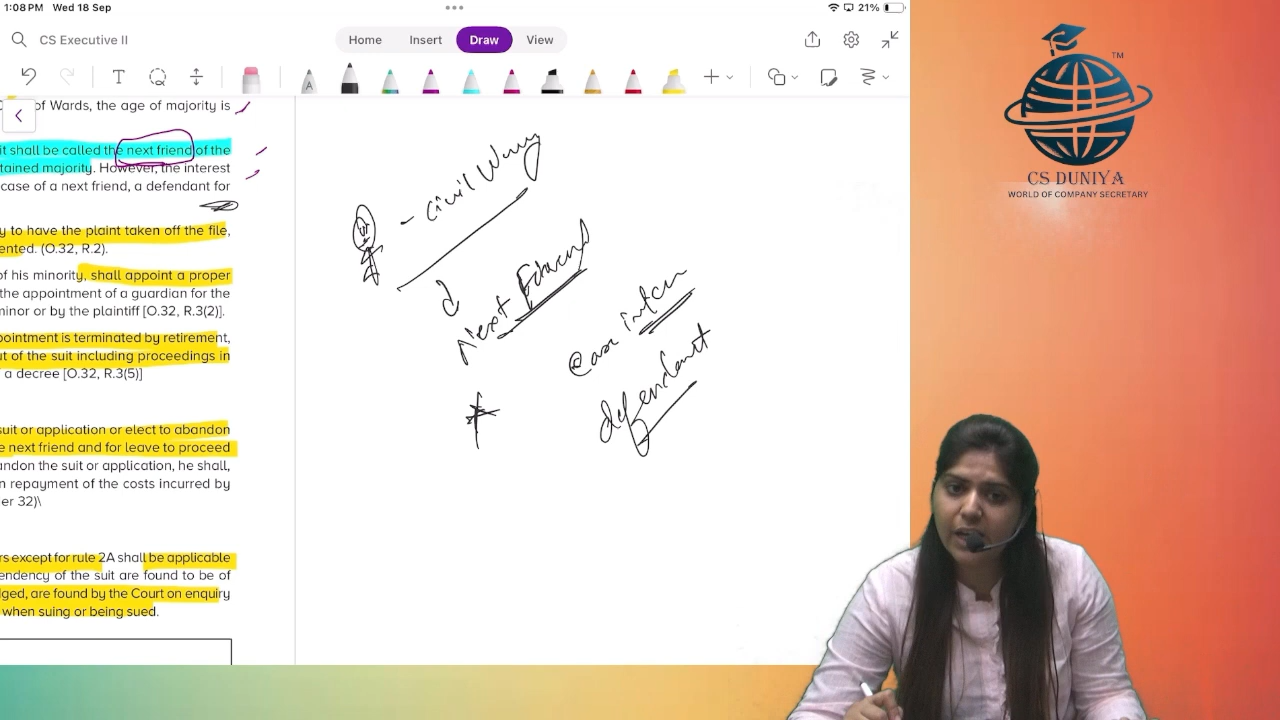 1:08 PM Wed 18 Sep
21%
CS Executive II
Home Insert Draw View
T
A
of Wards, the age of majority is
it shall be called the next friend of the
tained majority. However, the interest
case of a next friend, a defendant for
y to have the plaint taken off the file,
ented. (O.32, R.2).
of his minority, shall appoint a proper
the appointment of a guardian for the
minor or by the plaintiff [O.32, R.3(2)].
pointment is terminated by retirement,
ut of the suit including proceedings in
a decree [O.32, R.3(5)]
suit or application or elect to abandon
e next friend and for leave to proceed
andon the suit or application, he shall,
n repayment of the costs incurred by
er 32)\
rs except for rule 2A shall be applicable
endency of the suit are found to be of
dged, are found by the Court on enquiry
when suing or being sued.
- civil
Next
defendant
TM
CS DUNIYA
WORLD OF COMPANY SECRETARY